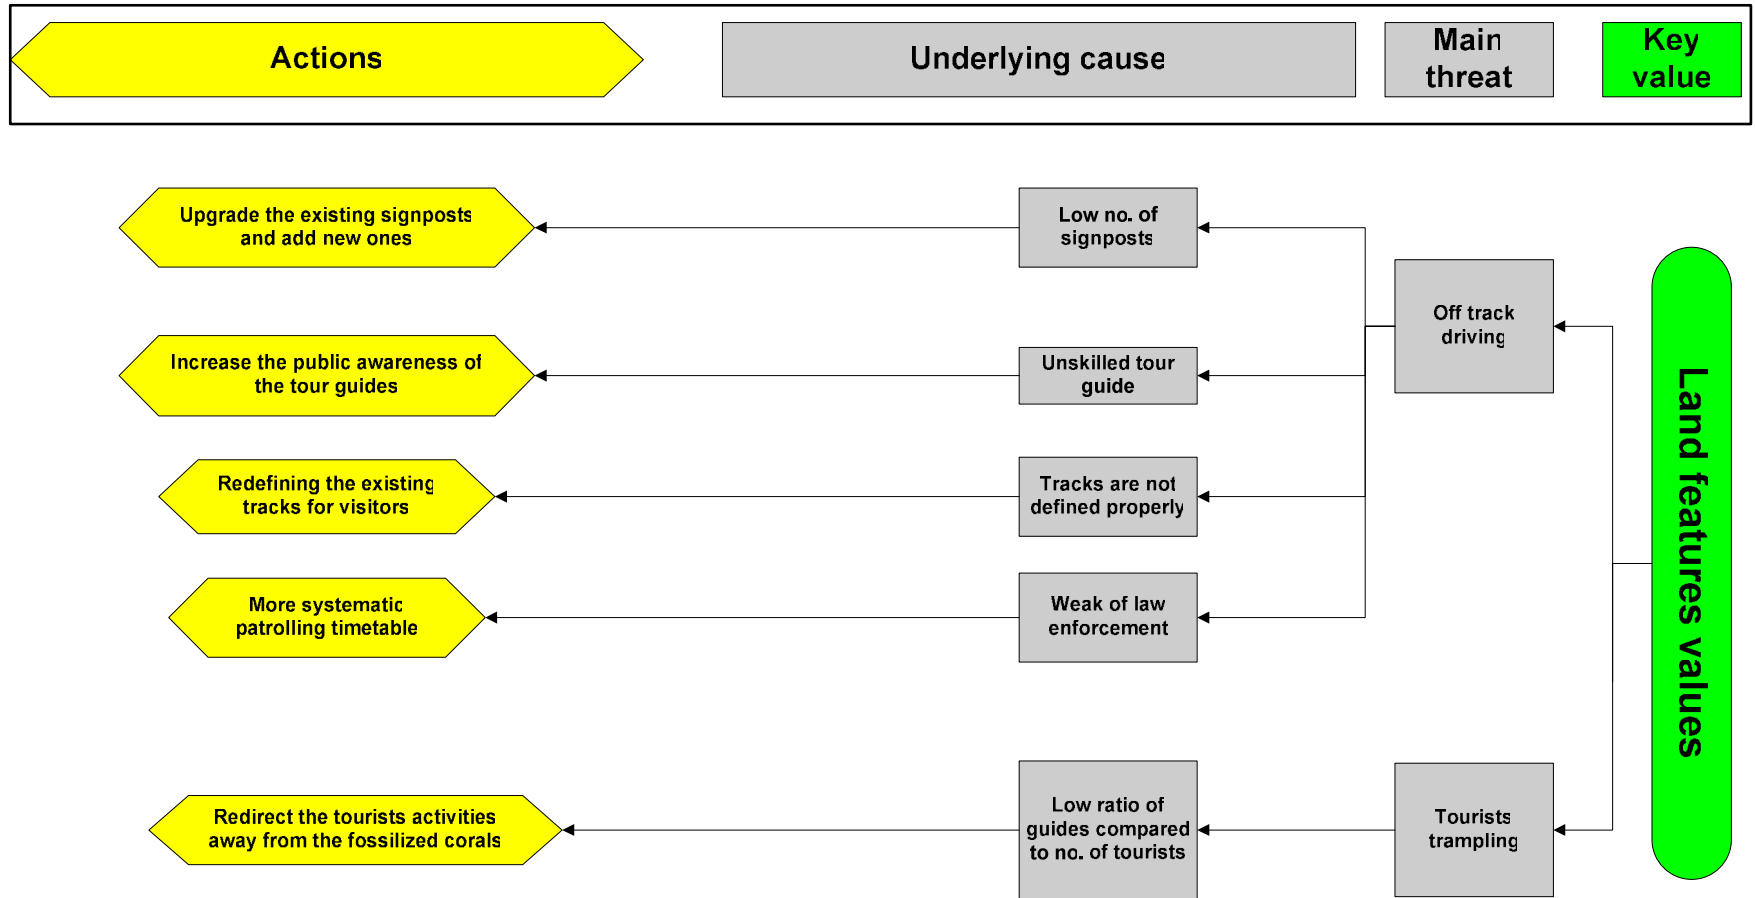 Actions
Underlying cause
Main
threat
Key
value
Upgrade the existing signposts
and add new ones
Low no. of
signposts
Off track
driving
Increase the public awareness of
the tour guides
Unskilled tour
guide
Redefining the existing
tracks for visitors
Tracks are not
defined properly
More systematic
patrolling timetable
Weak of law
enforcement
Redirect the tourists activities
away from the fossilized corals
Low ratio of
guides compared
to no. of tourists
Tourists
trampling
Land features values